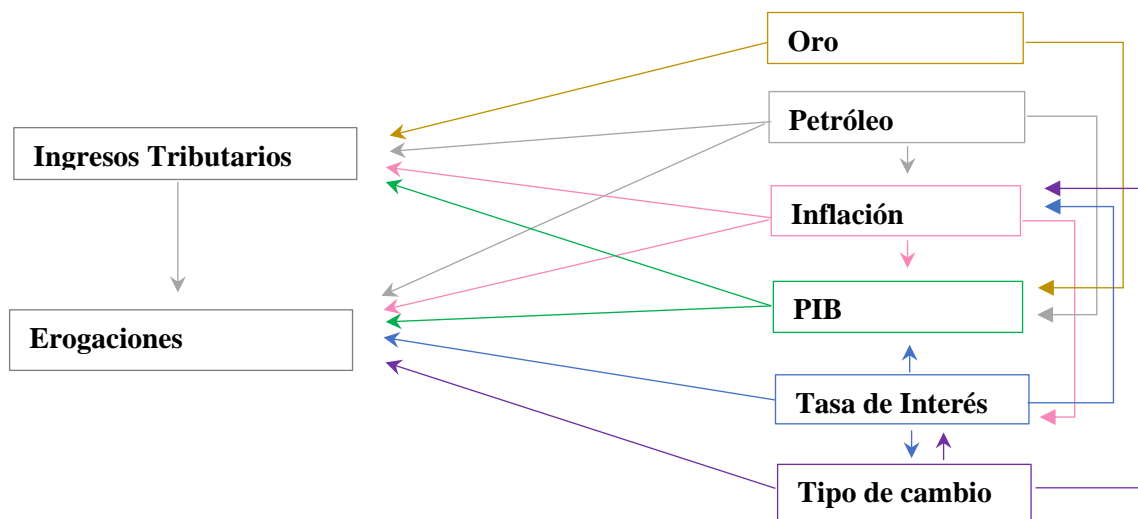 Oro
Petróleo
Ingresos Tributarios
Inflación
PIB
Erogaciones
Tasa de Interés
Tipo de cambio